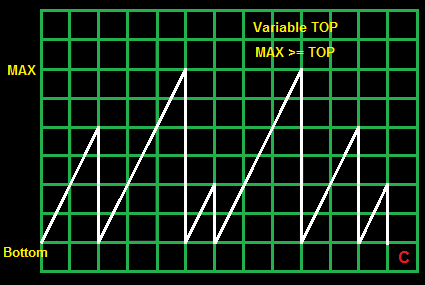 Variable TOP
MAX >= TOP
MAX
Bottom
C